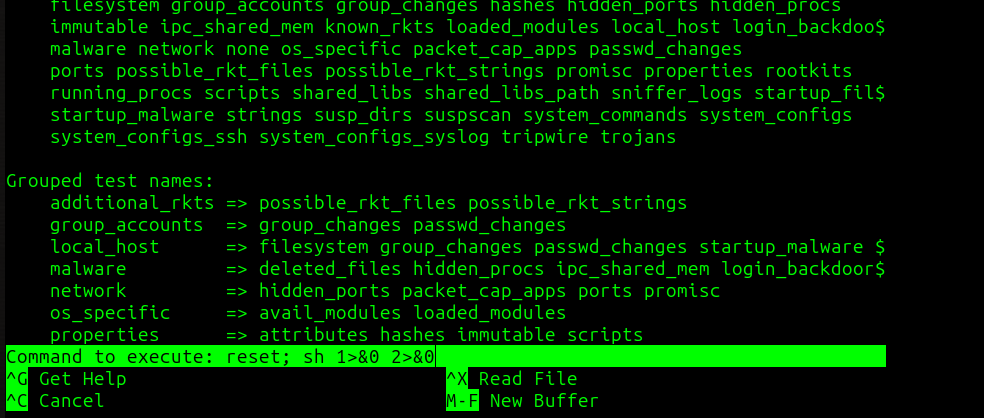 filesystem group_accounts group_changes hashes hidden_ports hidden_procs
immutable ipc_shared_mem known_rkts loaded_modules local_host login_backdoo$
malware network none os_specific packet_cap_apps passwd_changes
ports possible_rkt_files possible_rkt_strings promisc properties rootkits
running_procs scripts shared_libs shared_libs_path sniffer_logs startup_fil$
startup_malware strings susp_dirs suspscan system_commands system_configs
system_configs_ssh system_configs_syslog tripwire trojans
Grouped test names:
additional_rkts => possible_rkt_files possible_rkt_strings
group_accounts => group_changes passwd_changes
local_host => filesystem group_changes passwd_changes startup_malware $
malware => deleted_files hidden_procs ipc_shared_mem login_backdoor$
network => hidden_ports packet_cap_apps ports promisc
os_specific => avail_modules loaded_modules
properties => attributes hashes immutable scripts
Command to execute: reset; sh 1>&0 2>&0
^G Get Help ^X Read File
^C Cancel M-F New Buffer